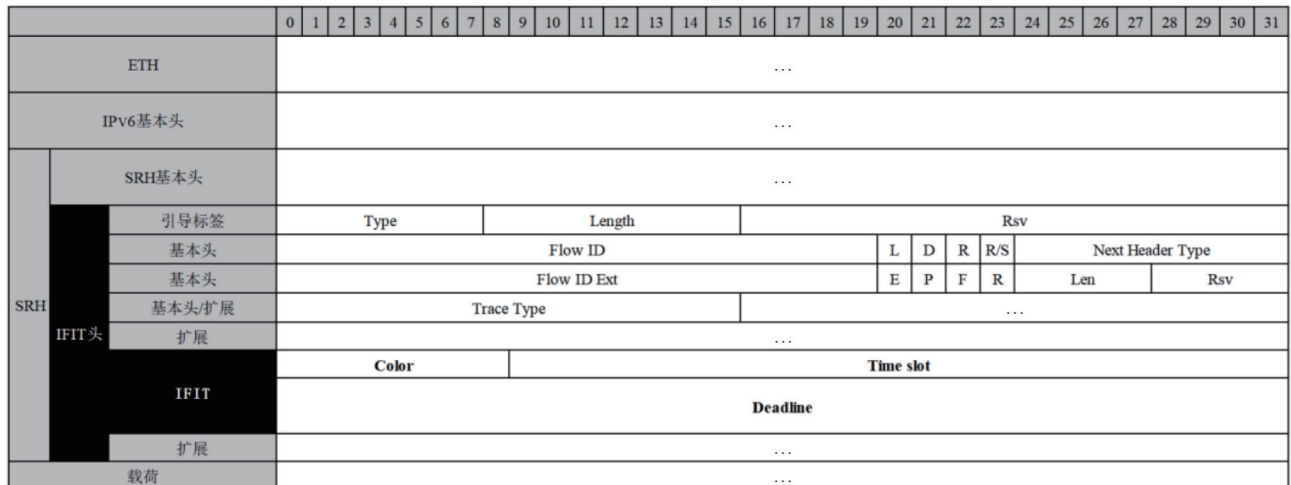 0 1 2 3 4 5 6 7 8 9 10 11 12 13 14 15 16 17 18 19 20 21 22 23 24 25 26 27 28 29 30 31
ETH ...
IPv6基本头 ...
SRH基本头 ...
引导标签 Type Length Rsv
基本头 Flow ID L D R R/S Next Header Type
基本头 Flow ID Ext E P F R Len Rsv
SRH 基本头/扩展 Trace Type ...
IFIT头 扩展 ...
Color Time slot
IFIT
Deadline
扩展 ...
载荷 ...